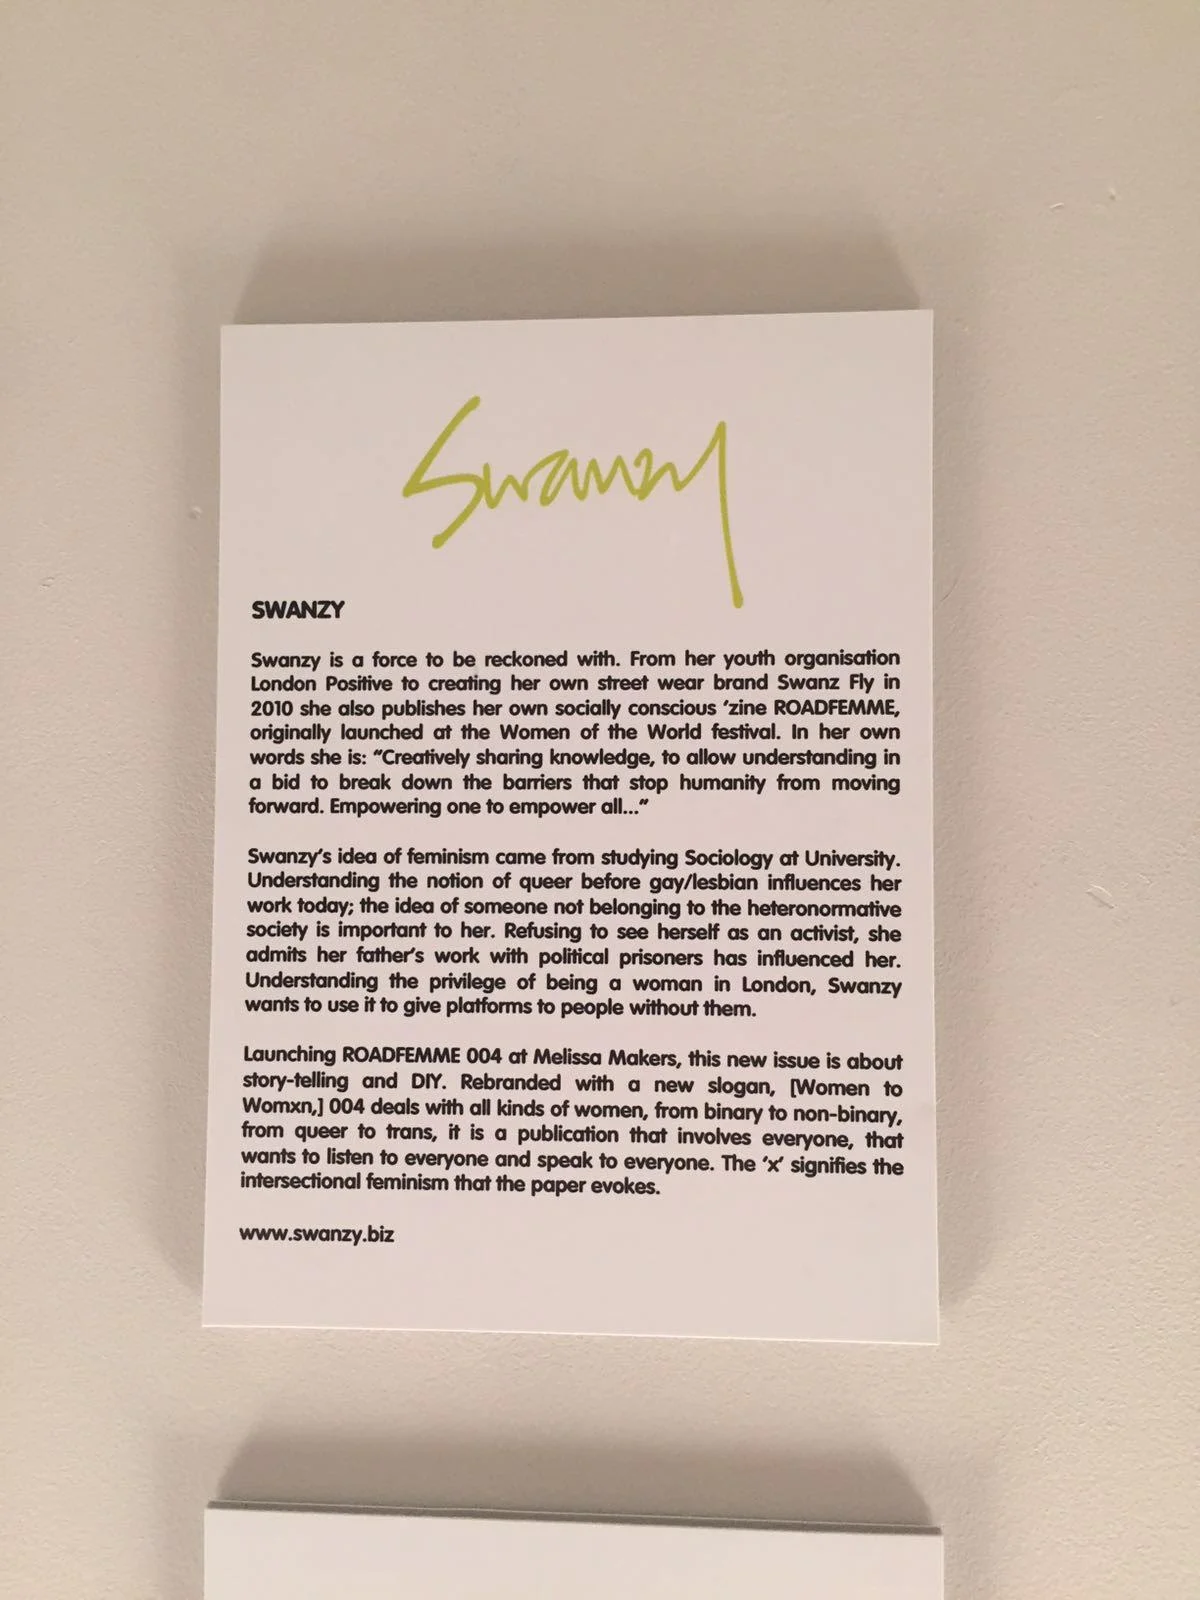 Swanzy
SWANZY
Swanzy is a force to be reckoned with. From her youth organisation
London Positive to creating her own street wear brand Swanz Fly in
2010 she also publishes her own socially conscious ‘zine ROADFEMME,
originally launched at the Women of the World festival. In her own
words she is: “Creatively sharing knowledge, to allow understanding in
a bid to break down the barriers that stop humanity from moving
forward. Empowering one to empower all...”
Swanzy’s idea of feminism came from studying Sociology at University.
Understanding the notion of queer before gay/lesbian influences her
work today; the idea of someone not belonging to the heteronormative
society is important to her. Refusing to see herself as an activist, she
admits her father’s work with political prisoners has influenced her.
Understanding the privilege of being a woman in London, Swanzy
wants to use it to give platforms to people without them.
Launching ROADFEMME 004 at Melissa Makers, this new issue is about
story-telling and DIY. Rebranded with a new slogan, [Women to
Womxn,] 004 deals with all kinds of women, from binary to non-binary,
from queer to trans, it is a publication that involves everyone, that
wants to listen to everyone and speak to everyone. The ‘x’ signifies the
intersectional feminism that the paper evokes.
www.swanzy.biz